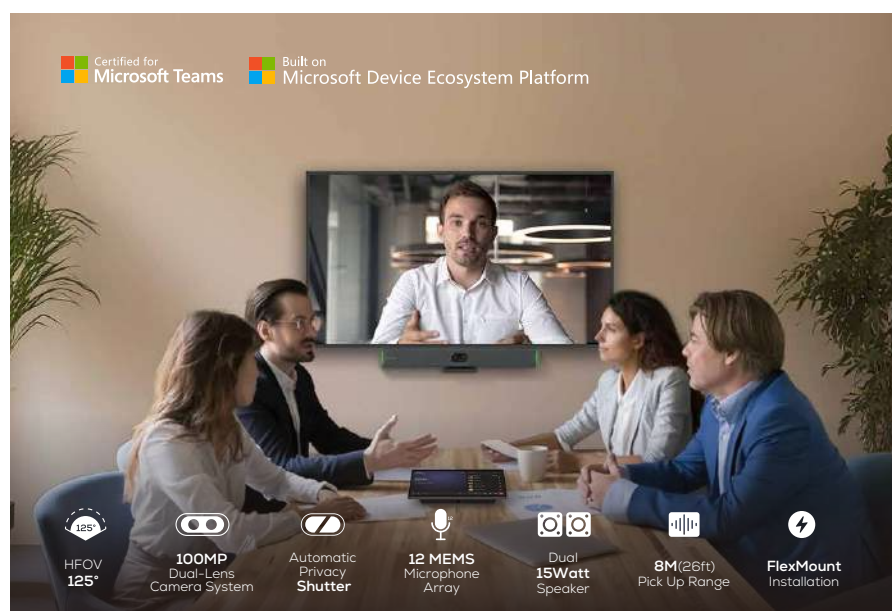 Certified for
Microsoft Teams
Built on
Microsoft Device Ecosystem Platform
125°
12
HFOV
125°
100MP
Dual-Lens
Camera System
Automatic
Privacy
Shutter
12 MEMS
Microphone
Array
Dual
15Watt
Speaker
8M(26ft)
Pick Up Range
FlexMount
Installation